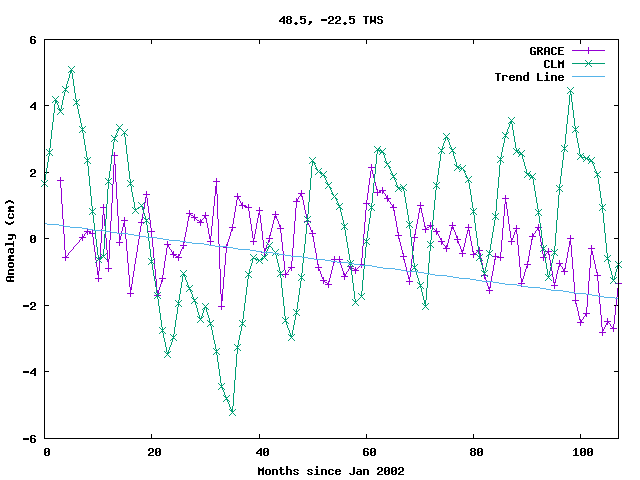 48.5, -22.5 TWS
GRACE
CLM
Trend Line
6
4
2
0
-2
-4
-6
Anomaly (cm)
0 20 40 60 80 100
Months since Jan 2002